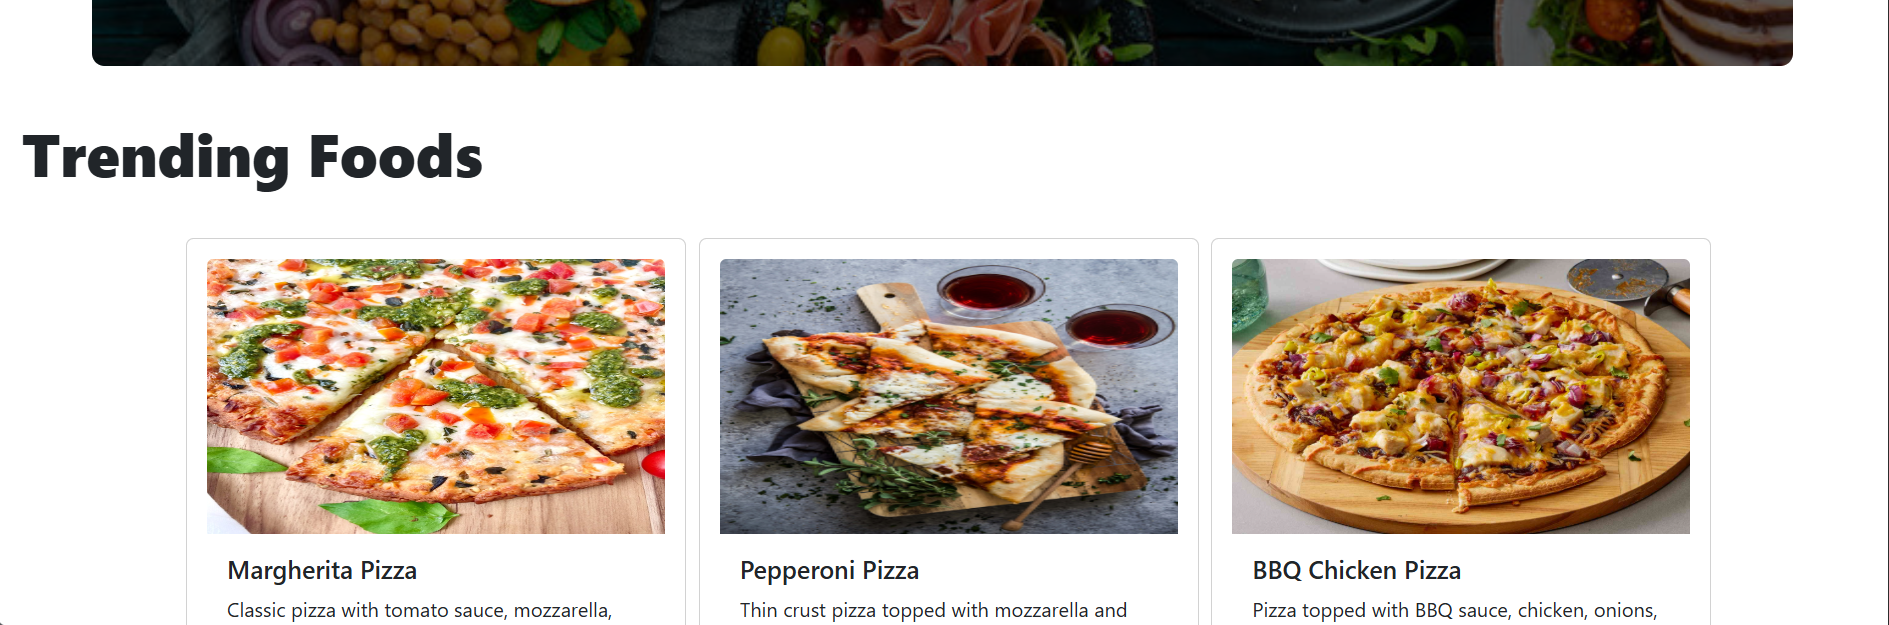 Trending Foods
Margherita Pizza
Classic pizza with tomato sauce, mozzarella,
Pepperoni Pizza
Thin crust pizza topped with mozzarella and
BBQ Chicken Pizza
Pizza topped with BBQ sauce, chicken, onions,